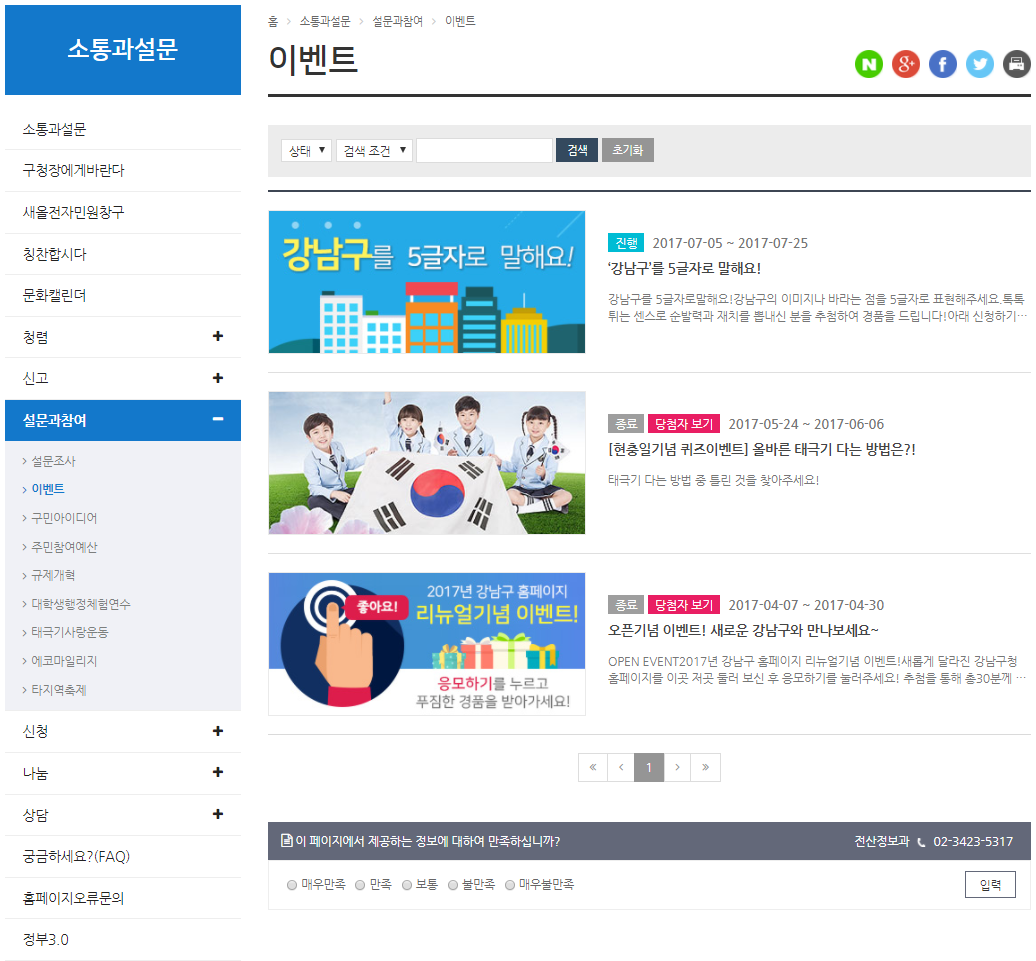 소통과설문
소통과설문
구청장에게바란다
새올전자민원창구
칭찬합시다
문화캘린더
청렴
신고
설문과참여
설문조사
이벤트
구민아이디어
주민참여예산
규제개혁
대학생행정체험연수
태극기사랑운동
에코마일리지
타지역축제
신청
나눔
상담
궁금하세요?(FAQ)
홈페이지오류문의
정부3.0
홈 > 소통과설문 > 설문과참여 > 이벤트
이벤트
상태 검색 조건 검색 초기화
강남구를 5글자로 말해요!
진행 2017-07-05 ~ 2017-07-25
‘강남구’를 5글자로 말해요!
강남구를 5글자로말해요!강남구의 이미지나 바라는 점을 5글자로 표현해주세요.톡톡
튀는 센스로 순발력과 재치를 뽐내신 분을 추첨하여 경품을 드립니다!아래 신청하기…
종료 당첨자 보기 2017-05-24 ~ 2017-06-06
[현충일기념 퀴즈이벤트] 올바른 태극기 다는 방법은?!
태극기 다는 방법 중 틀린 것을 찾아주세요!
2017년 강남구 홈페이지
좋아요! 리뉴얼기념 이벤트!
응모하기를 누르고
푸짐한 경품을 받아가세요!
종료 당첨자 보기 2017-04-07 ~ 2017-04-30
오픈기념 이벤트! 새로운 강남구와 만나보세요~
OPEN EVENT2017년 강남구 홈페이지 리뉴얼기념 이벤트!새롭게 달라진 강남구청
홈페이지를 이곳 저곳 둘러 보신 후 응모하기를 눌러주세요! 추첨을 통해 총30분께 …
« ‹ 1 › »
이 페이지에서 제공하는 정보에 대하여 만족하십니까? 전산정보과 02-3423-5317
매우만족 만족 보통 불만족 매우불만족 입력